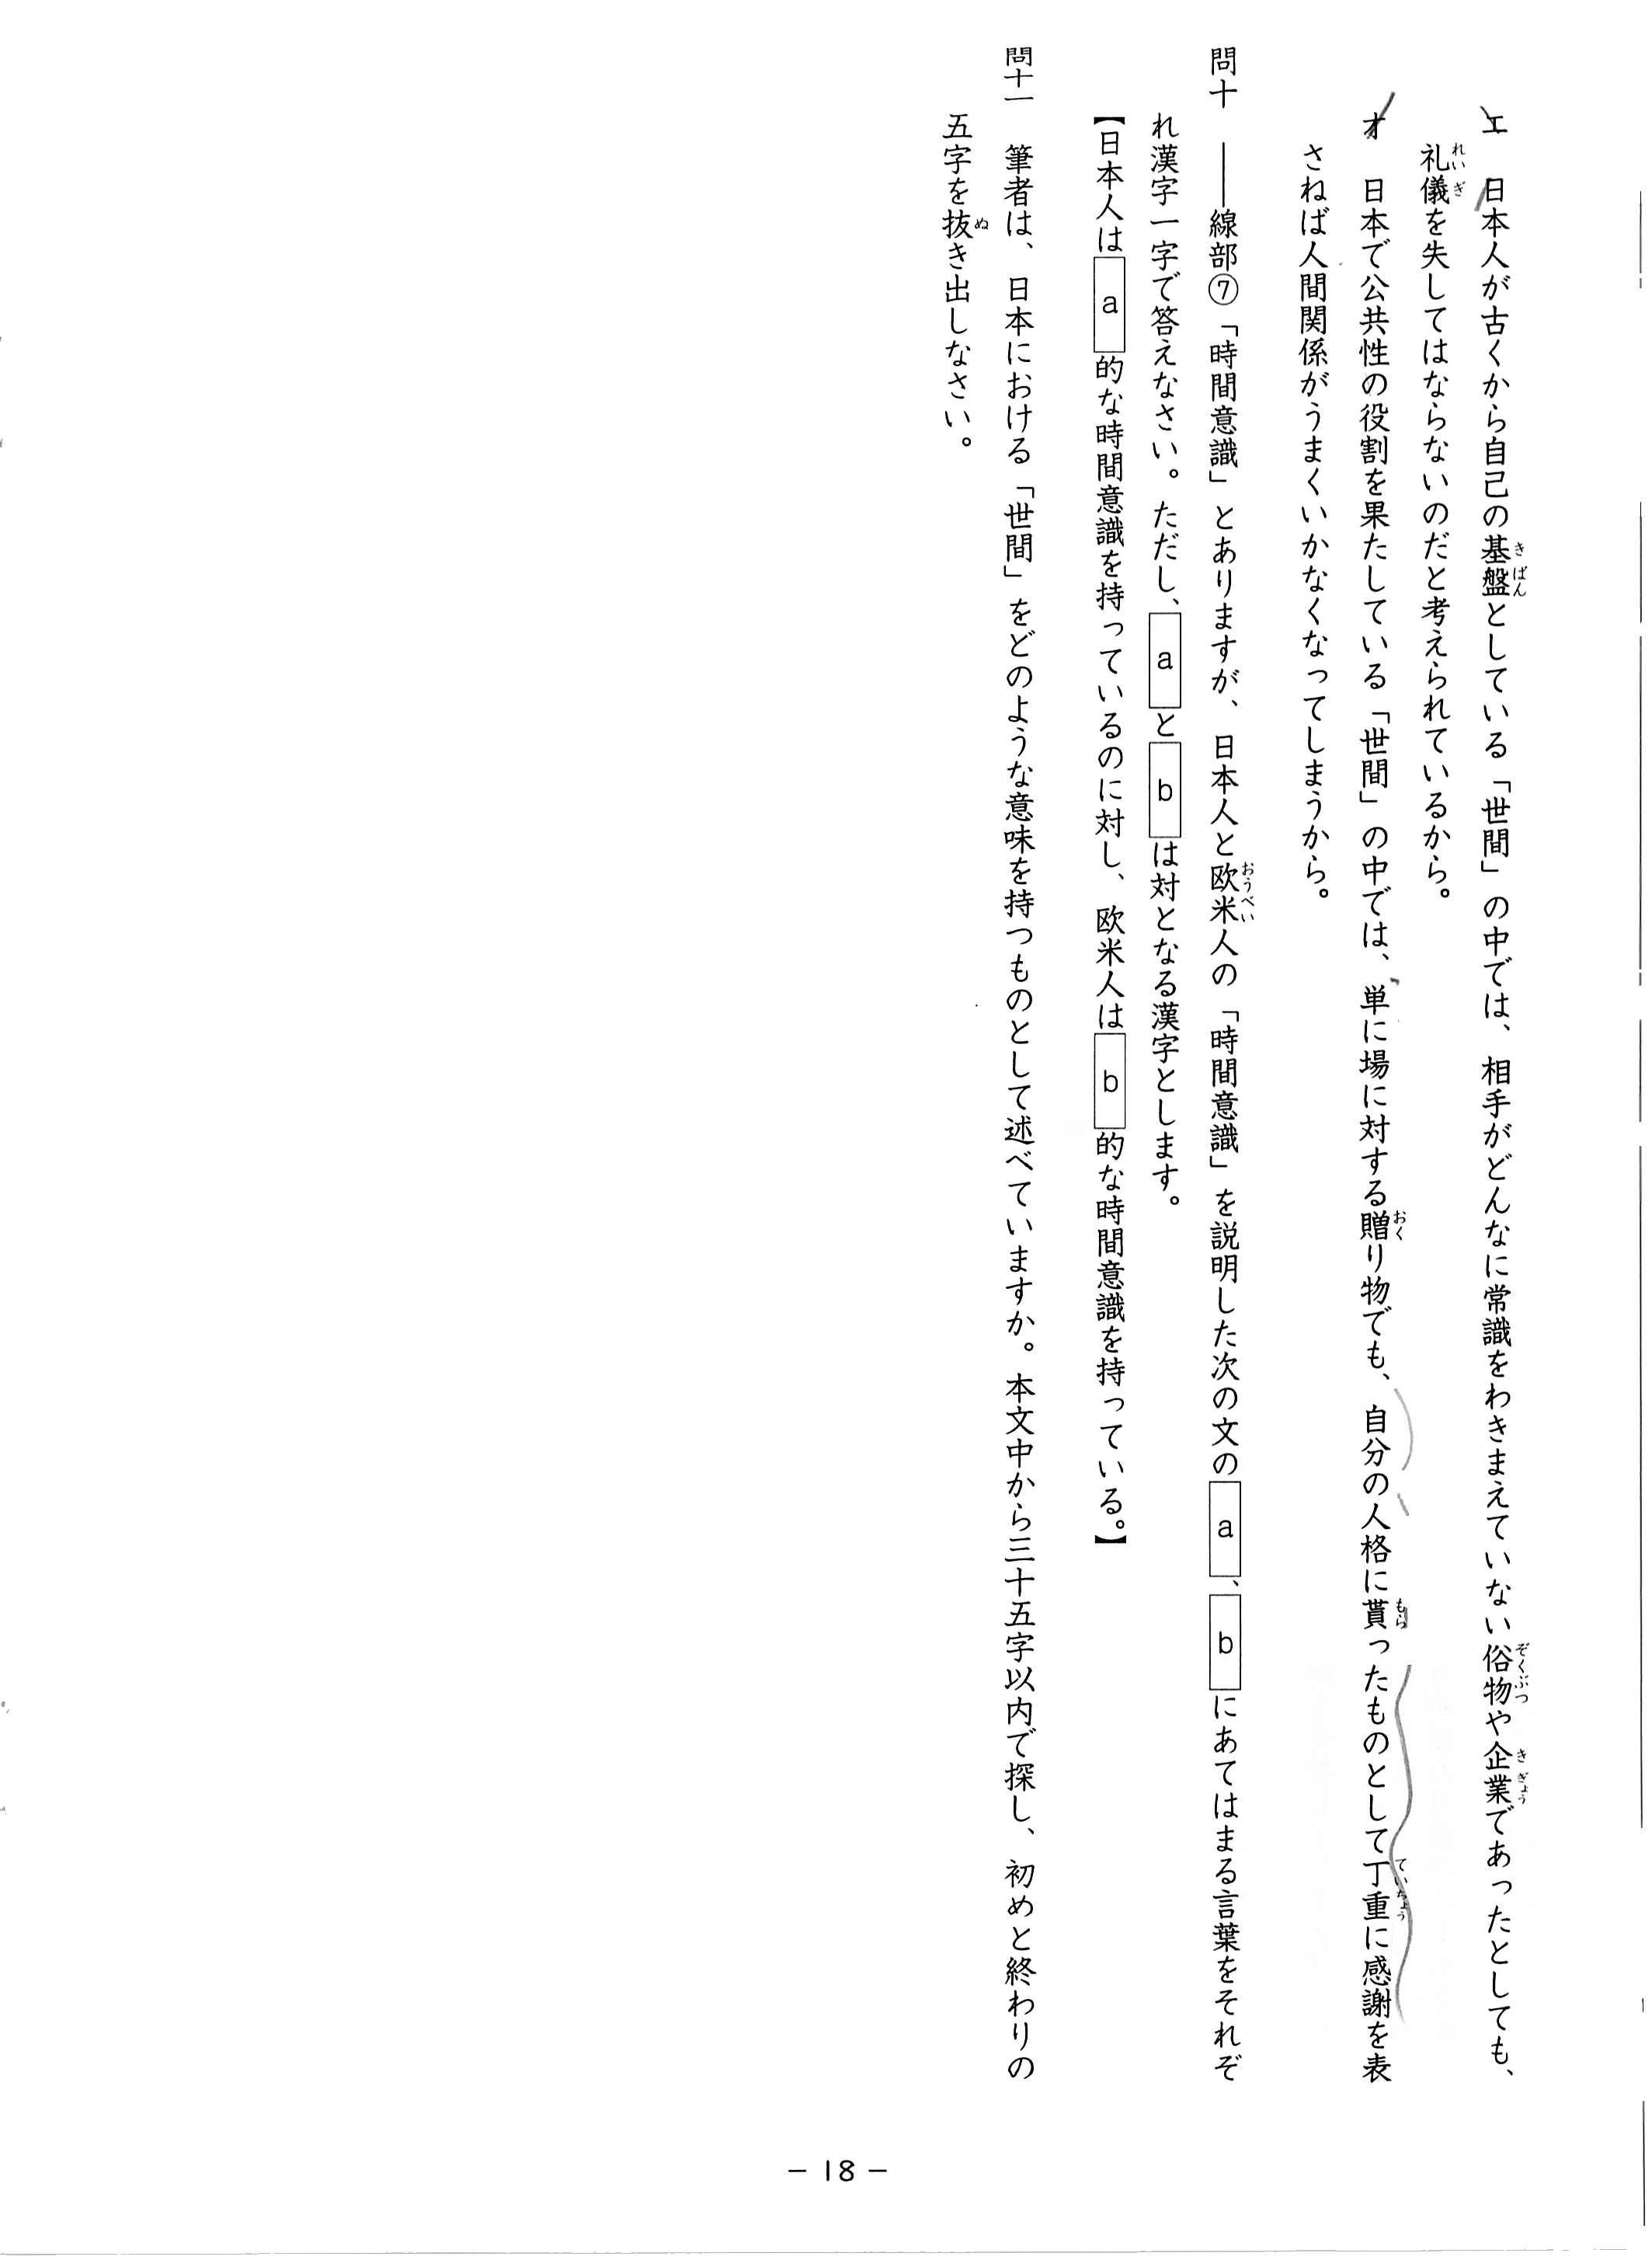 エ　日本人が古くから自己の基盤としている「世間」の中では、相手がどんなに常識をわきまえていない俗物や企業であったとしても、
礼儀を失してはならないのだと考えられているから。
オ　日本で公共性の役割を果たしている「世間」の中では、単に場に対する贈り物でも、自分の人格に貰ったものとして丁重に感謝を表
さねば人間関係がうまくいかなくなってしまうから。
問十　――線部⑦「時間意識」とありますが、日本人と欧米人の「時間意識」を説明した次の文の a 、 b にあてはまる言葉をそれぞ
れ漢字一字で答えなさい。ただし、 a と b は対となる漢字とします。
【日本人は a 的な時間意識を持っているのに対し、欧米人は b 的な時間意識を持っている。】
問十一　筆者は、日本における「世間」をどのような意味を持つものとして述べていますか。本文中から三十五字以内で探し、初めと終わりの
五字を抜き出しなさい。
− 18 −